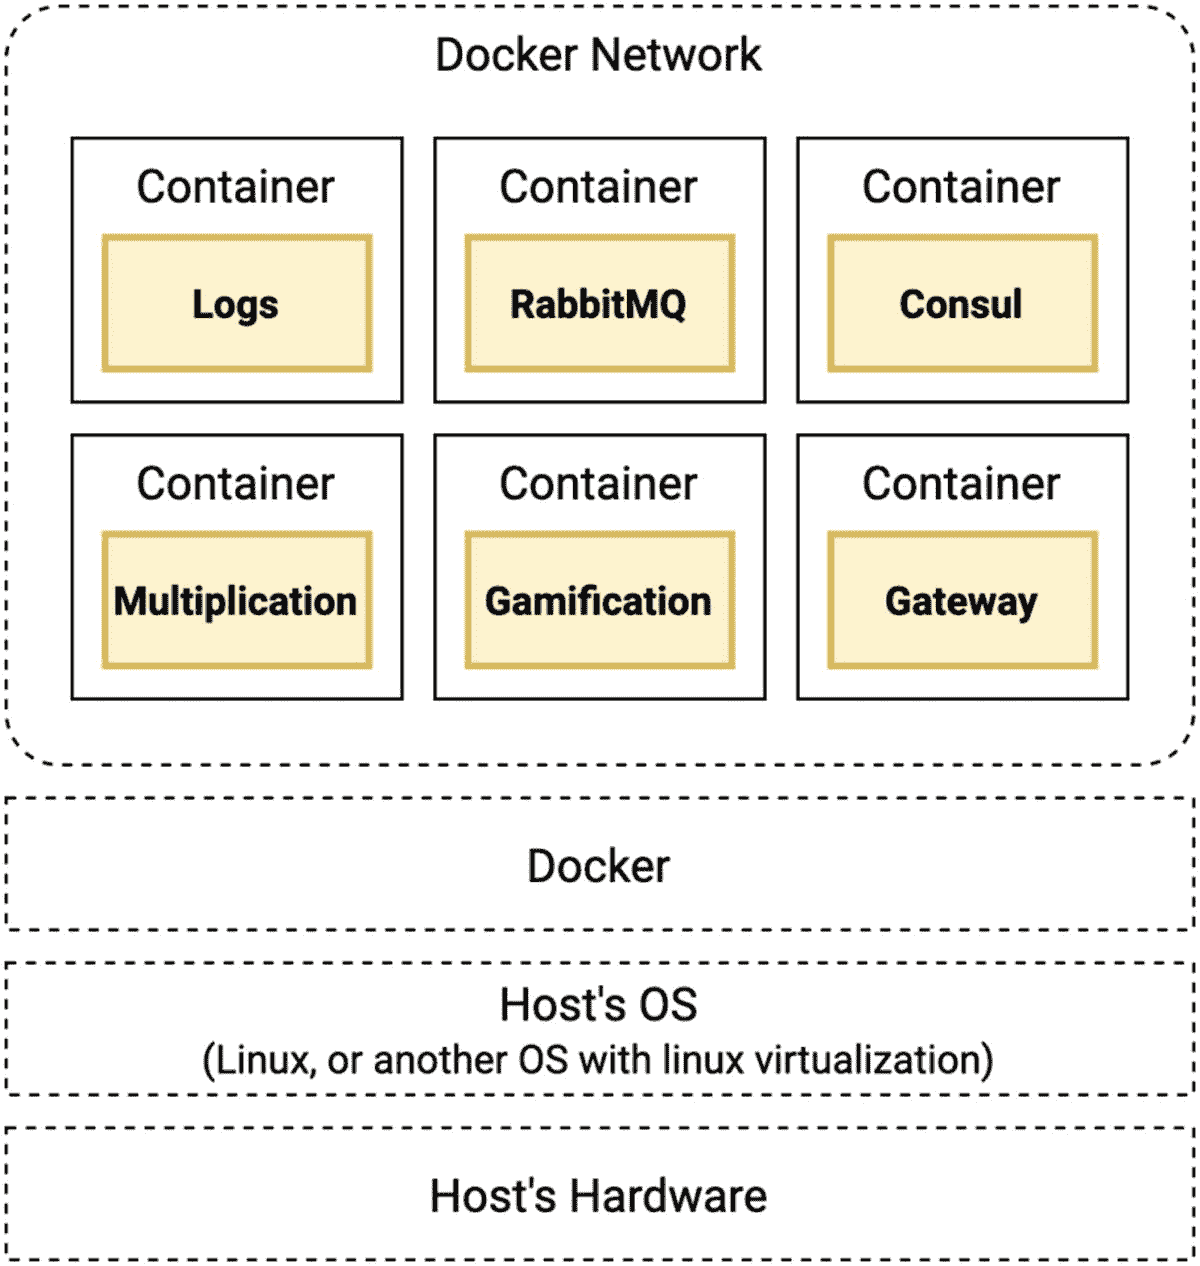 Docker Network
Container
Logs
Container
RabbitMQ
Container
Consul
Container
Multiplication
Container
Gamification
Container
Gateway
Docker
Host's OS
(Linux, or another OS with linux virtualization)
Host's Hardware